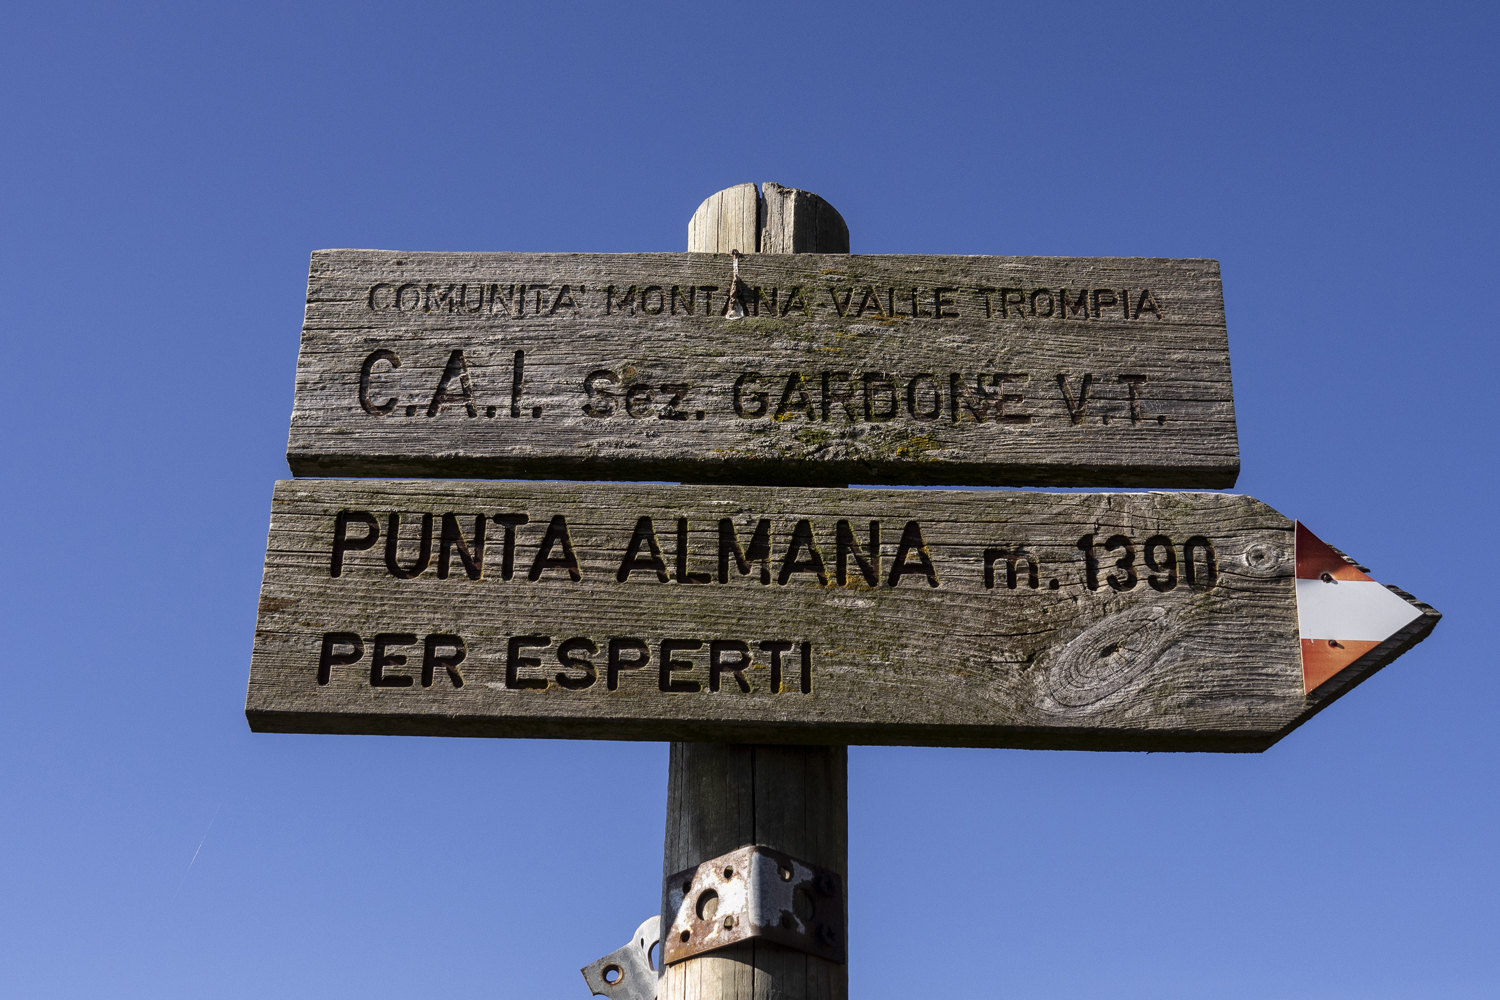 COMUNITA' MONTANA-VALLE TROMPIA
C.A.I. Sez. GARDONE V.T.
PUNTA ALMANA m. 1390
PER ESPERTI